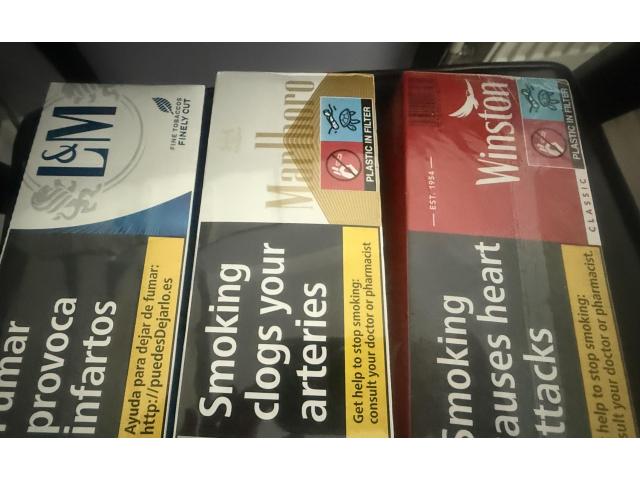 L&M
FINE TOBACCOS
FINELY CUT
fumar
provoca
infartos
Ayuda para dejar de fumar:
http://puedesDejarlo.es
Marlboro
PLASTIC IN FILTER
Smoking
clogs your
arteries
Get help to stop smoking:
consult your doctor or pharmacist
Winston
EST. 1954
CLASSIC
PLASTIC IN FILTER
Smoking
auses heart
ttacks
help to stop smoking:
sult your doctor or pharmacist.